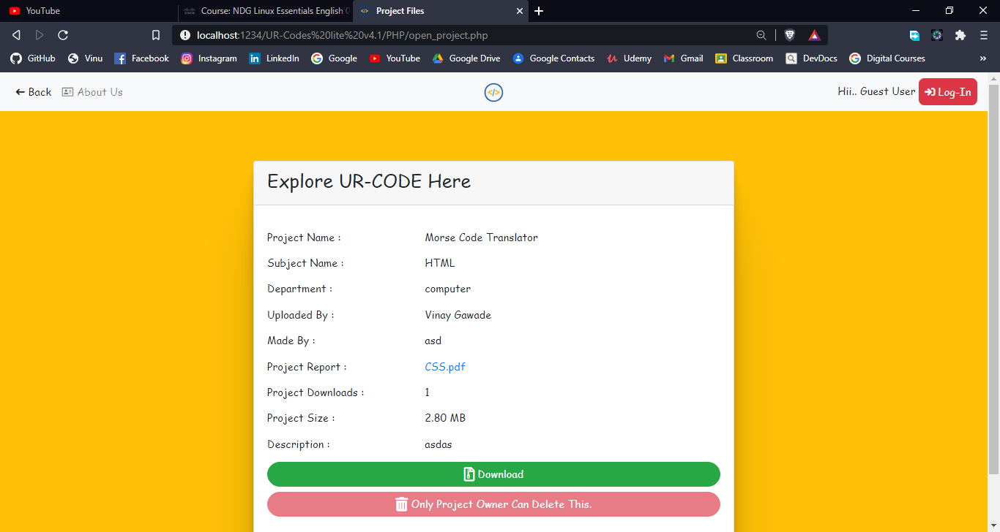 YouTube
Course: NDG Linux Essentials English
Project Files
localhost:1234/UR-Codes%20lite%20v4.1/PHP/open_project.php
GitHub Vinu Facebook Instagram LinkedIn Google YouTube Google Drive Google Contacts Udemy Gmail Classroom DevDocs Digital Courses »
Back About Us </> Hii.. Guest User Log-In
Explore UR-CODE Here
Project Name : Morse Code Translator
Subject Name : HTML
Department : computer
Uploaded By : Vinay Gawade
Made By : asd
Project Report : CSS.pdf
Project Downloads : 1
Project Size : 2.80 MB
Description : asdas
Download
Only Project Owner Can Delete This.